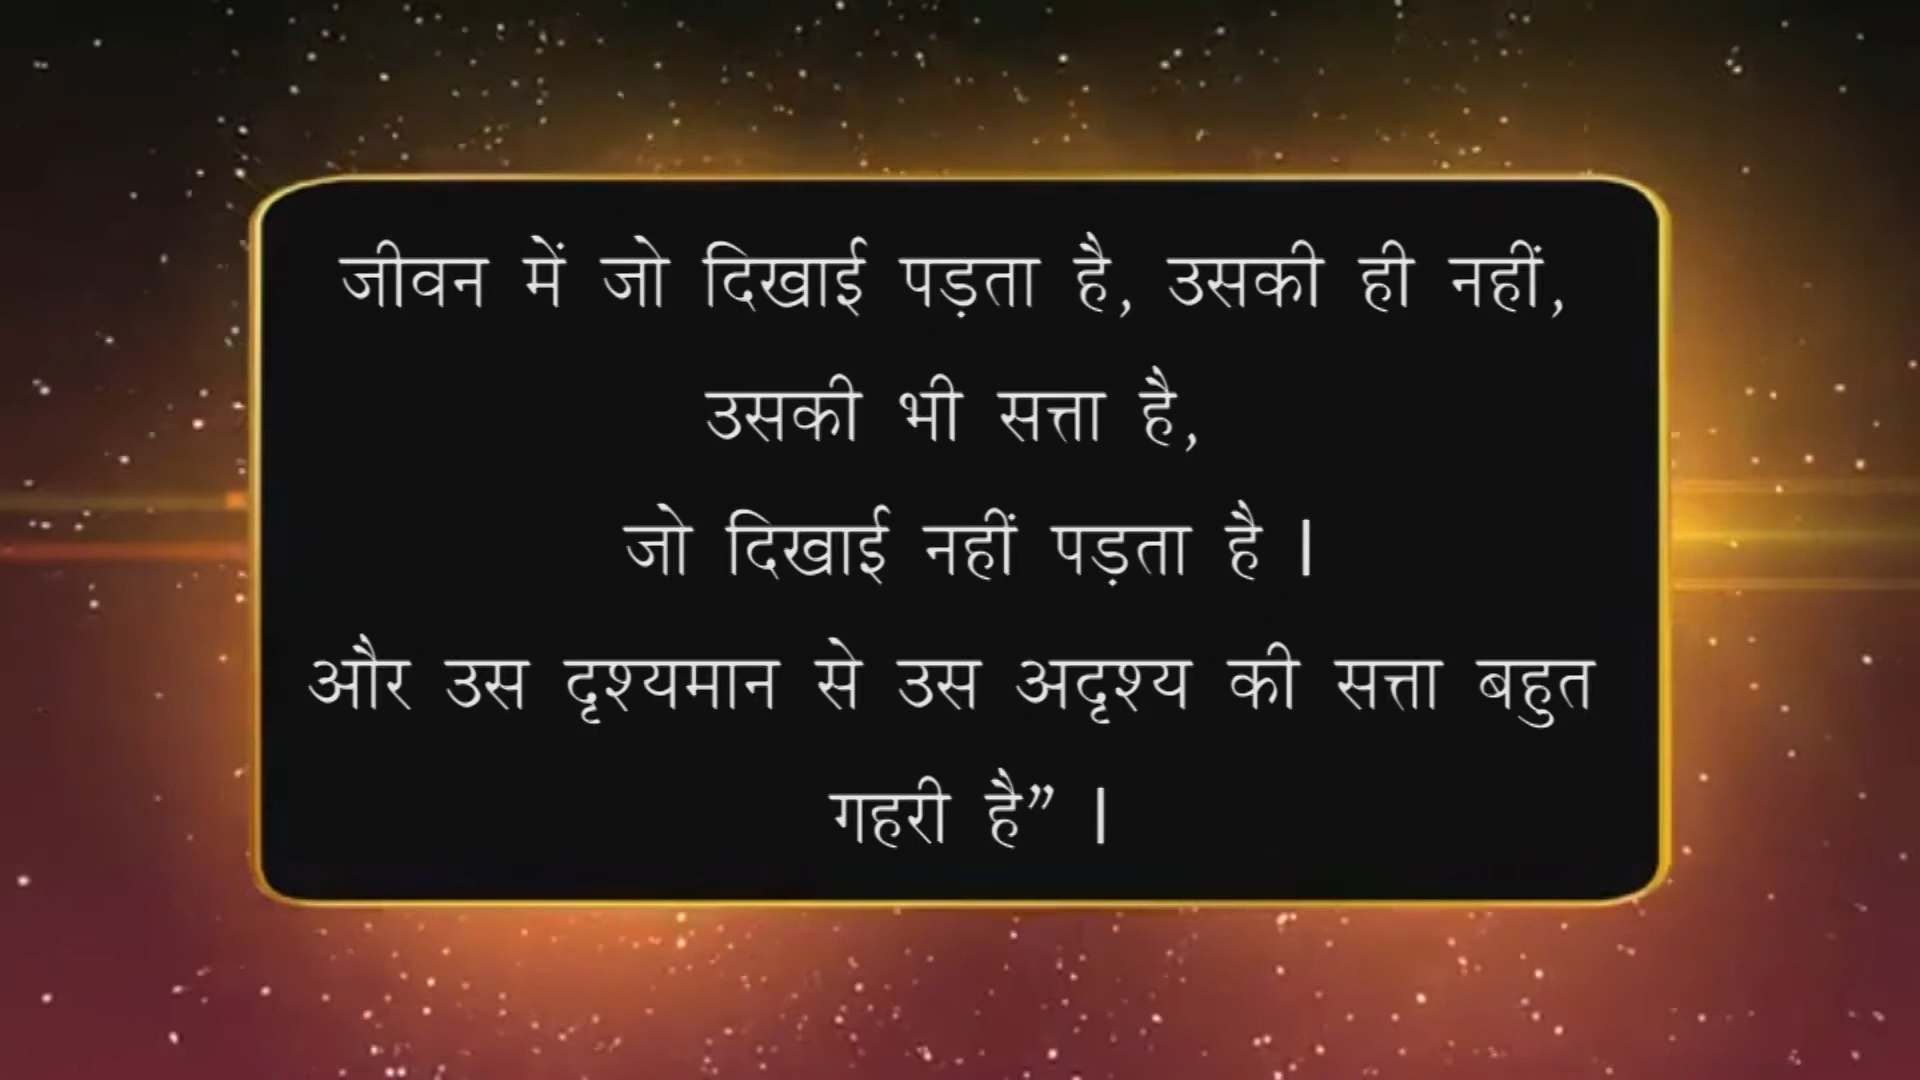 जीवन में जो दिखाई पड़ता है, उसकी ही नहीं,
उसकी भी सत्ता है,
जो दिखाई नहीं पड़ता है ।
और उस दृश्यमान से उस अदृश्य की सत्ता बहुत
गहरी है” ।